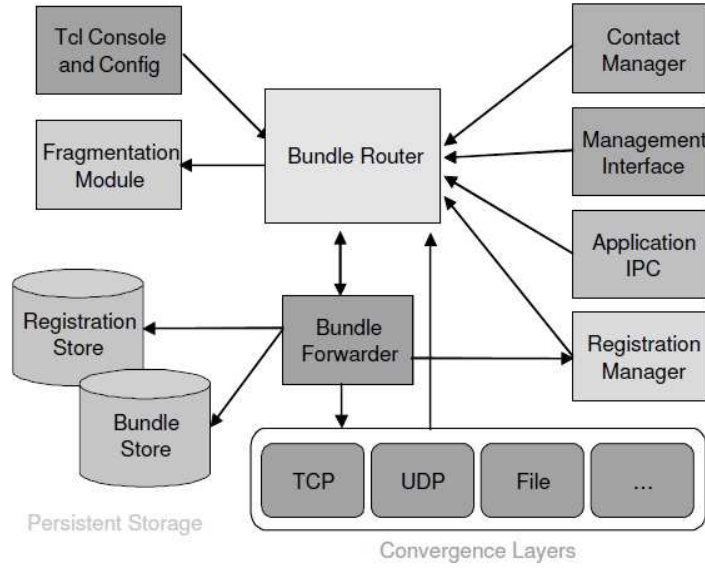 Tcl Console
and Config
Contact
Manager
Bundle Router
Fragmentation
Module
Management
Interface
Application
IPC
Registration
Store
Bundle
Forwarder
Registration
Manager
Bundle
Store
TCP
UDP
File
...
Persistent Storage
Convergence Layers